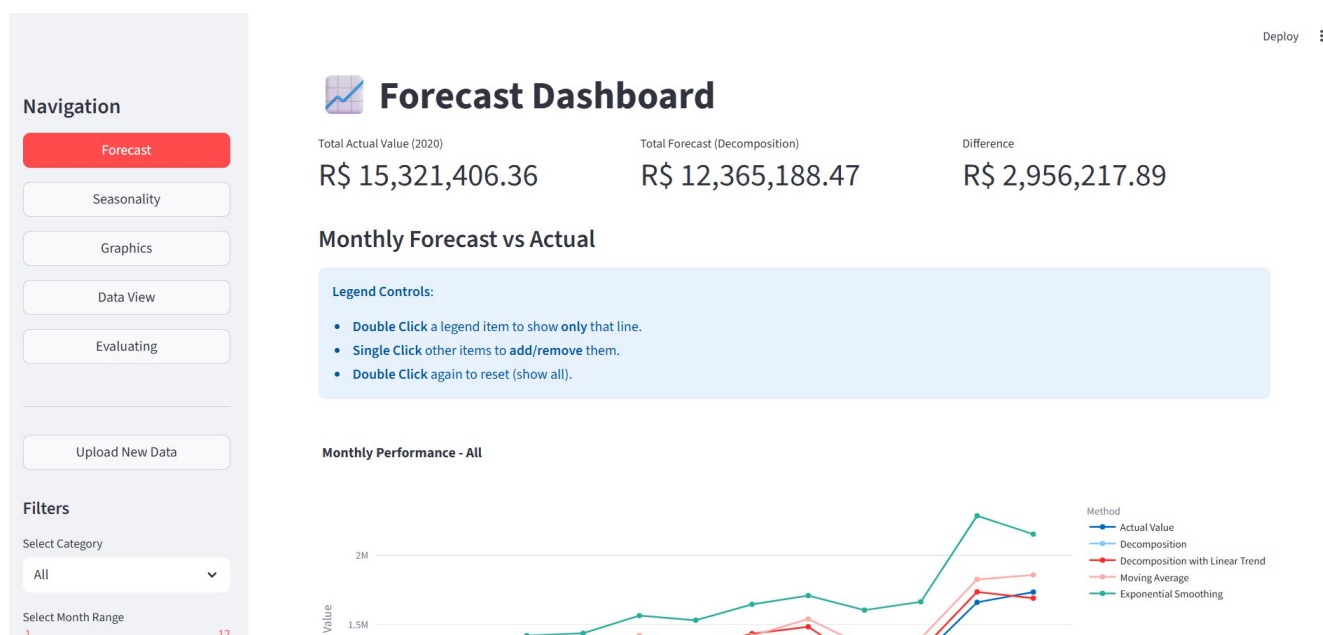 Deploy
Navigation
Forecast
Seasonality
Graphics
Data View
Evaluating
Upload New Data
Filters
Select Category
All
Select Month Range
1 12
Forecast Dashboard
Total Actual Value (2020)
R$ 15,321,406.36
Total Forecast (Decomposition)
R$ 12,365,188.47
Difference
R$ 2,956,217.89
Monthly Forecast vs Actual
Legend Controls:
• Double Click a legend item to show only that line.
• Single Click other items to add/remove them.
• Double Click again to reset (show all).
Monthly Performance - All
2M
1.5M
Value
Method
Actual Value
Decomposition
Decomposition with Linear Trend
Moving Average
Exponential Smoothing